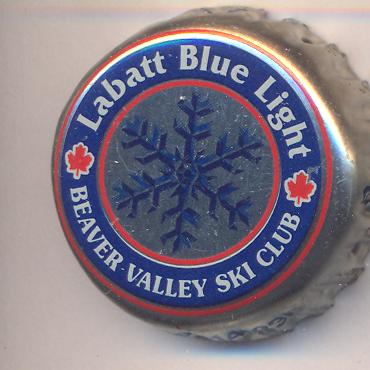 Labatt Blue Light
BEAVER VALLEY SKI CLUB